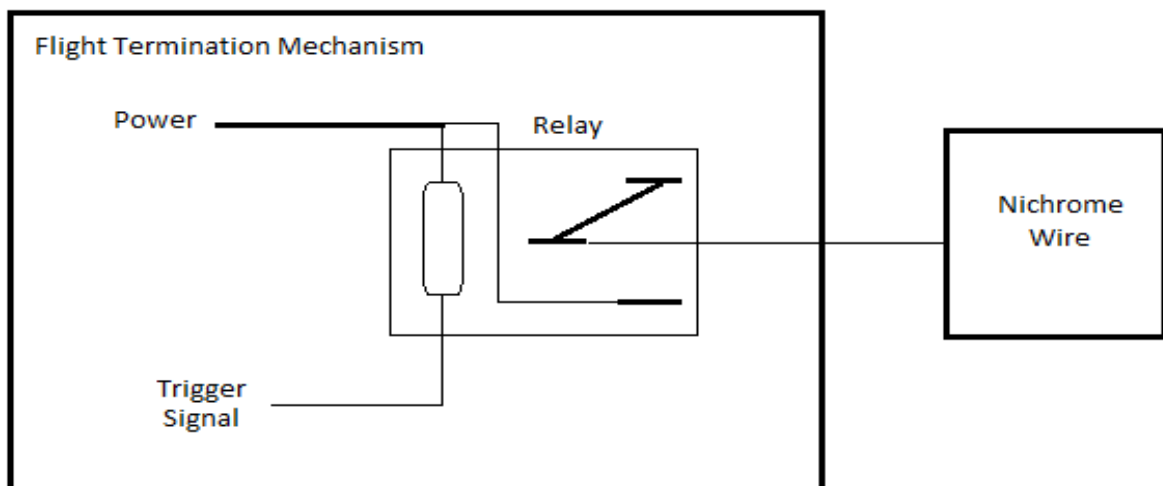 Flight Termination Mechanism
Power
Relay
Nichrome
Wire
Trigger
Signal